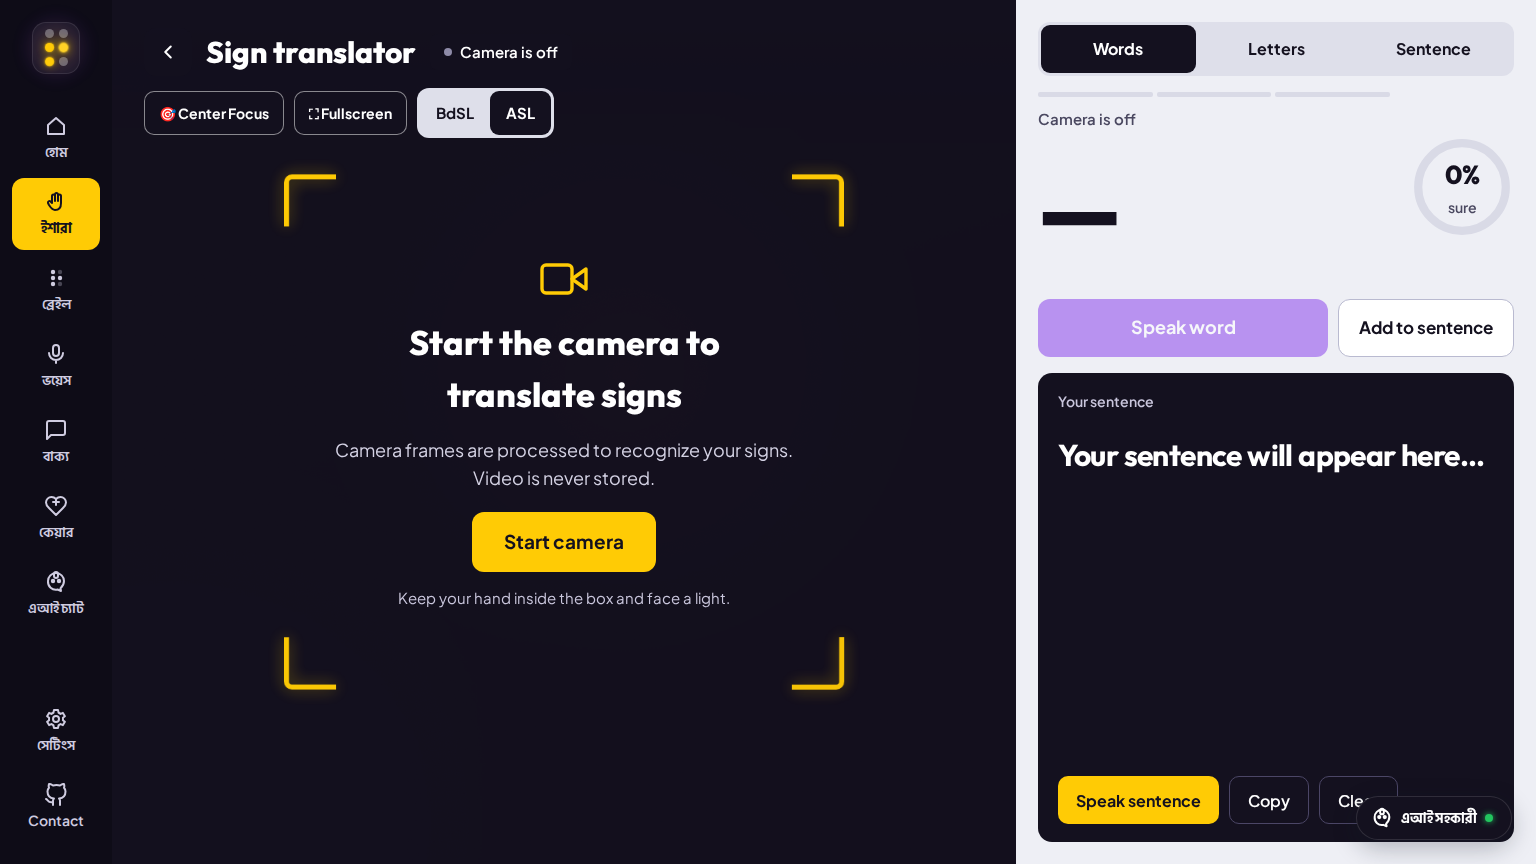 হোম
ইশারা
ব্রেইল
ভয়েস
বাক্য
কেয়ার
এআই চ্যাট
সেটিংস
Contact
Sign translator
Camera is off
🎯 Center Focus
⛶ Fullscreen
BdSL
ASL
Start the camera to
translate signs
Camera frames are processed to recognize your signs.
Video is never stored.
Start camera
Keep your hand inside the box and face a light.
Words
Letters
Sentence
Camera is off
0%
sure
Speak word
Add to sentence
Your sentence
Your sentence will appear here...
Speak sentence
Copy
এআই সহকারী